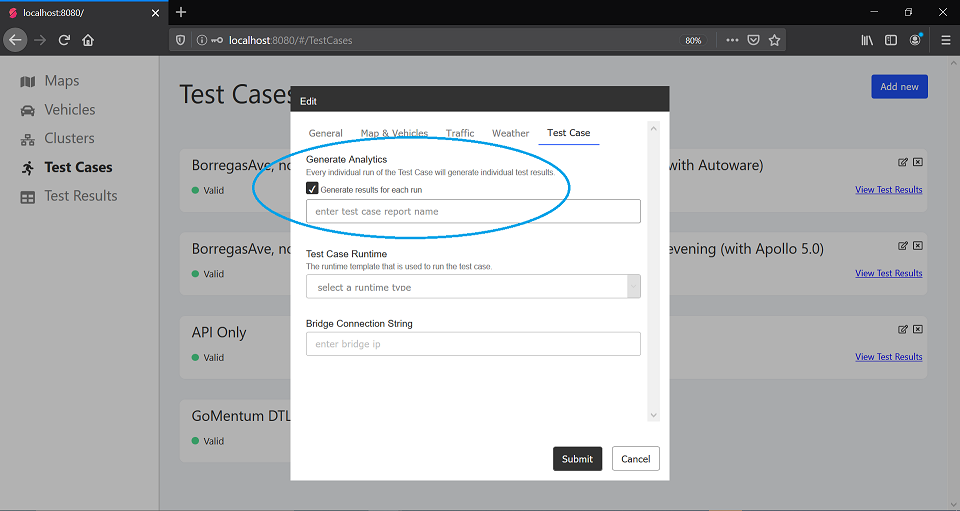 localhost:8080/
localhost:8080/#/TestCases
80%
Maps
Vehicles
Clusters
Test Cases
Test Results
Test Cases
Add new
BorregasAve, no
with Autoware)
Valid
View Test Results
BorregasAve, no
evening (with Apollo 5.0)
Valid
View Test Results
API Only
Valid
View Test Results
GoMentum DTL
Valid
Edit
General
Map & Vehicles
Traffic
Weather
Test Case
Generate Analytics
Every individual run of the Test Case will generate individual test results.
Generate results for each run
enter test case report name
Test Case Runtime
The runtime template that is used to run the test case.
select a runtime type
Bridge Connection String
enter bridge ip
Submit
Cancel